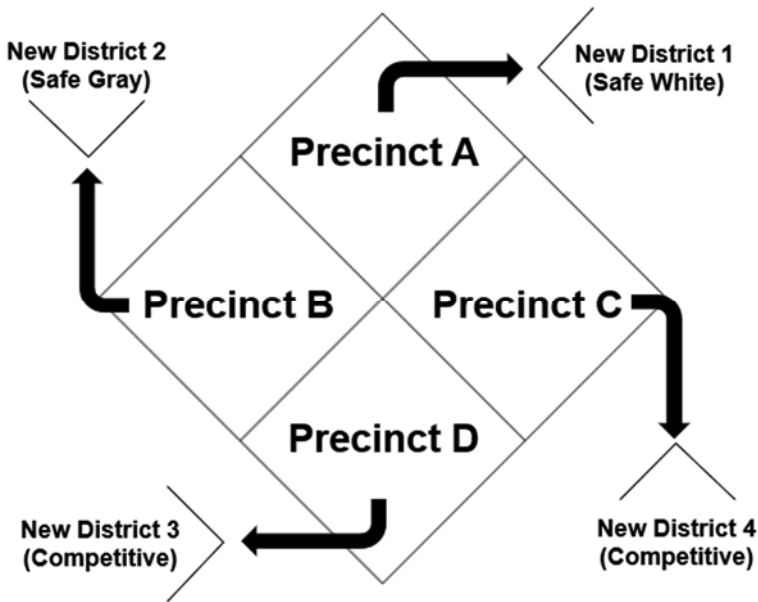 New District 2
(Safe Gray)
New District 1
(Safe White)
Precinct A
Precinct B
Precinct C
Precinct D
New District 3
(Competitive)
New District 4
(Competitive)